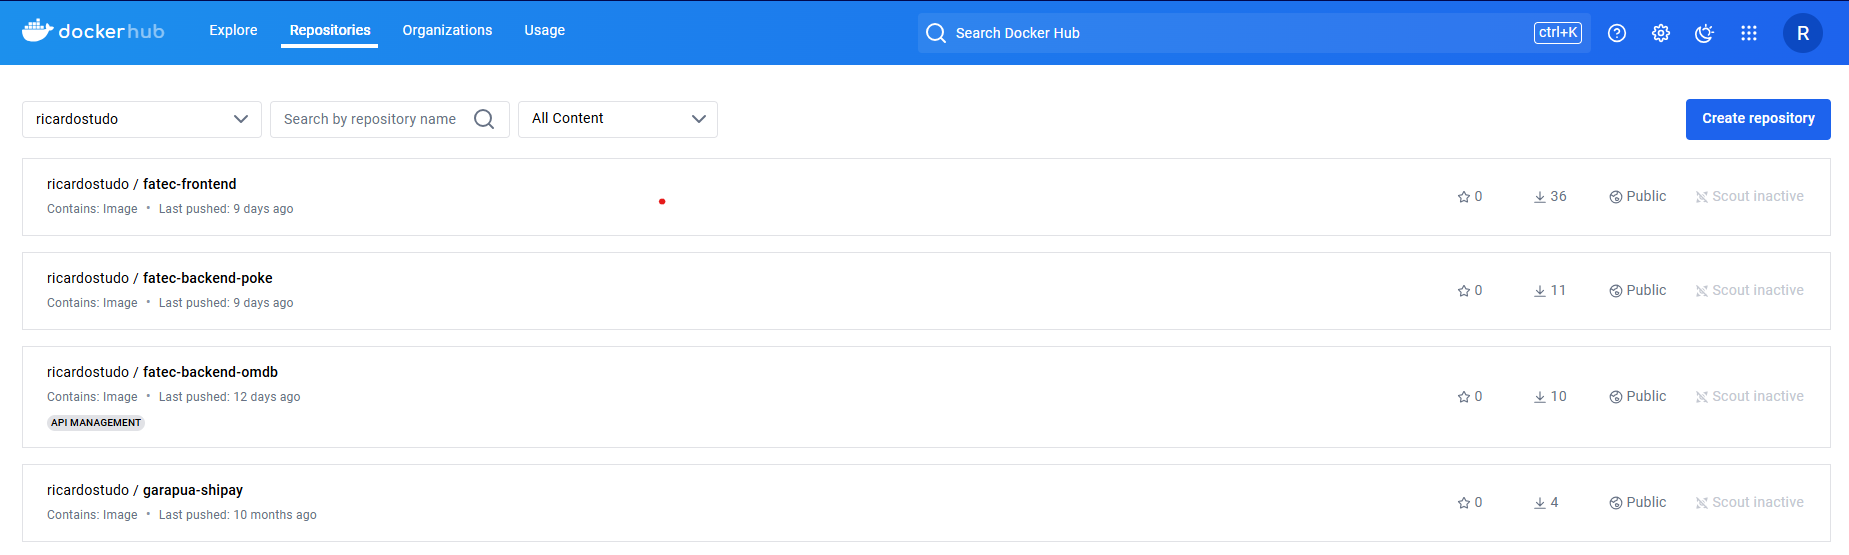 dockerhub Explore Repositories Organizations Usage Search Docker Hub ctrl+K R
ricardostudo Search by repository name All Content Create repository
ricardostudo / fatec-frontend
Contains: Image • Last pushed: 9 days ago
0 36 Public Scout inactive
ricardostudo / fatec-backend-poke
Contains: Image • Last pushed: 9 days ago
0 11 Public Scout inactive
ricardostudo / fatec-backend-omdb
Contains: Image • Last pushed: 12 days ago
0 10 Public Scout inactive
API MANAGEMENT
ricardostudo / garapua-shipay
Contains: Image • Last pushed: 10 months ago
0 4 Public Scout inactive